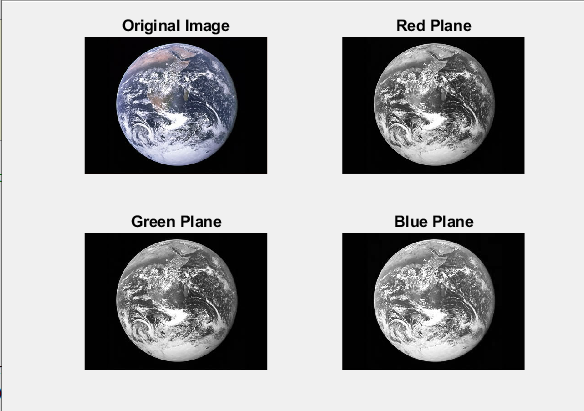 Original Image
Red Plane
Green Plane
Blue Plane